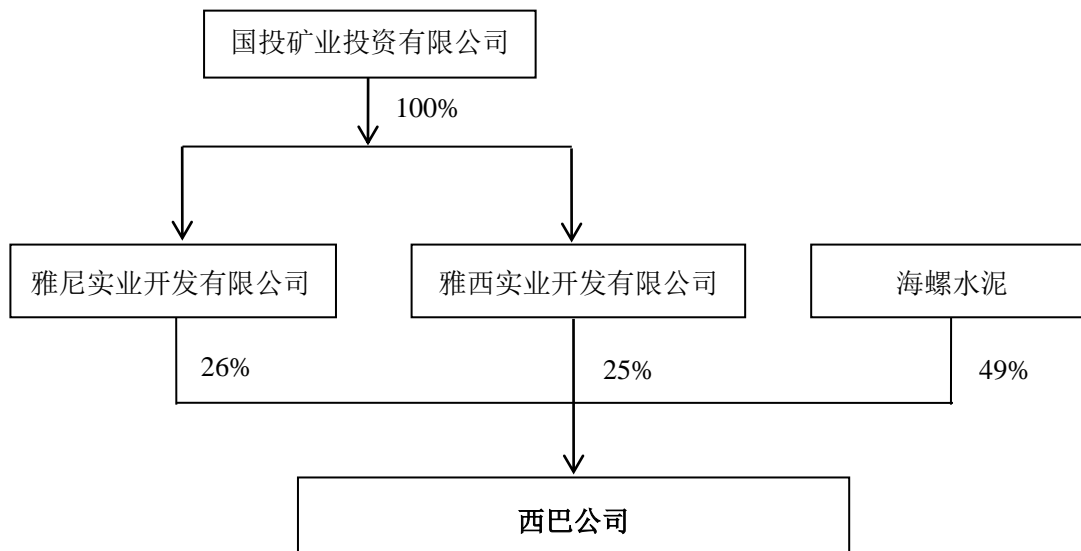 国投矿业投资有限公司
100%
雅尼实业开发有限公司
雅西实业开发有限公司
海螺水泥
26%
25%
49%
西巴公司